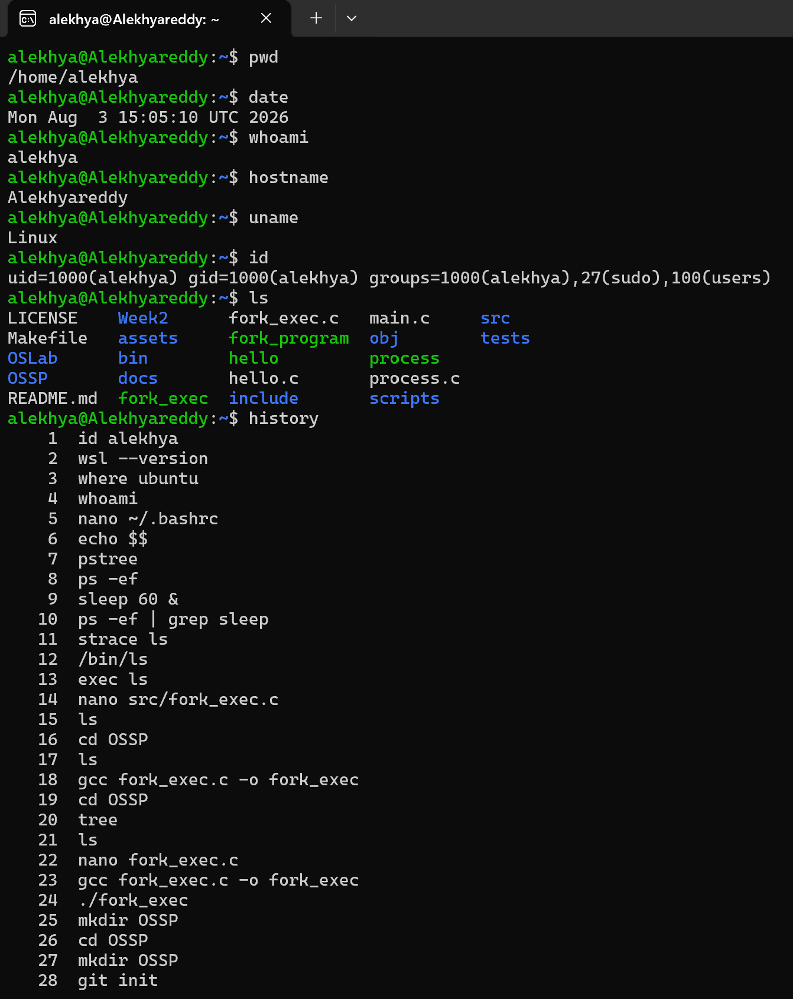 alekhya@Alekhyareddy: ~
alekhya@Alekhyareddy:~$ pwd
/home/alekhya
alekhya@Alekhyareddy:~$ date
Mon Aug  3 15:05:10 UTC 2026
alekhya@Alekhyareddy:~$ whoami
alekhya
alekhya@Alekhyareddy:~$ hostname
Alekhyareddy
alekhya@Alekhyareddy:~$ uname
Linux
alekhya@Alekhyareddy:~$ id
uid=1000(alekhya) gid=1000(alekhya) groups=1000(alekhya),27(sudo),100(users)
alekhya@Alekhyareddy:~$ ls
LICENSE    Week2      fork_exec.c   main.c     src
Makefile   assets     fork_program  obj        tests
OSLab      bin        hello         process
OSSP       docs       hello.c       process.c
README.md  fork_exec  include       scripts
alekhya@Alekhyareddy:~$ history
    1  id alekhya
    2  wsl --version
    3  where ubuntu
    4  whoami
    5  nano ~/.bashrc
    6  echo $$
    7  pstree
    8  ps -ef
    9  sleep 60 &
   10  ps -ef | grep sleep
   11  strace ls
   12  /bin/ls
   13  exec ls
   14  nano src/fork_exec.c
   15  ls
   16  cd OSSP
   17  ls
   18  gcc fork_exec.c -o fork_exec
   19  cd OSSP
   20  tree
   21  ls
   22  nano fork_exec.c
   23  gcc fork_exec.c -o fork_exec
   24  ./fork_exec
   25  mkdir OSSP
   26  cd OSSP
   27  mkdir OSSP
   28  git init